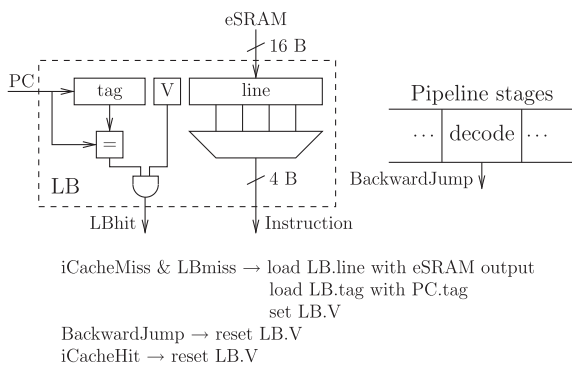 eSRAM
16 B
PC
tag
V
line
=
LB
4 B
LBhit
Instruction
Pipeline stages
... decode ...
BackwardJump
iCacheMiss & LBmiss → load LB.line with eSRAM output
load LB.tag with PC.tag
set LB.V
BackwardJump → reset LB.V
iCacheHit → reset LB.V